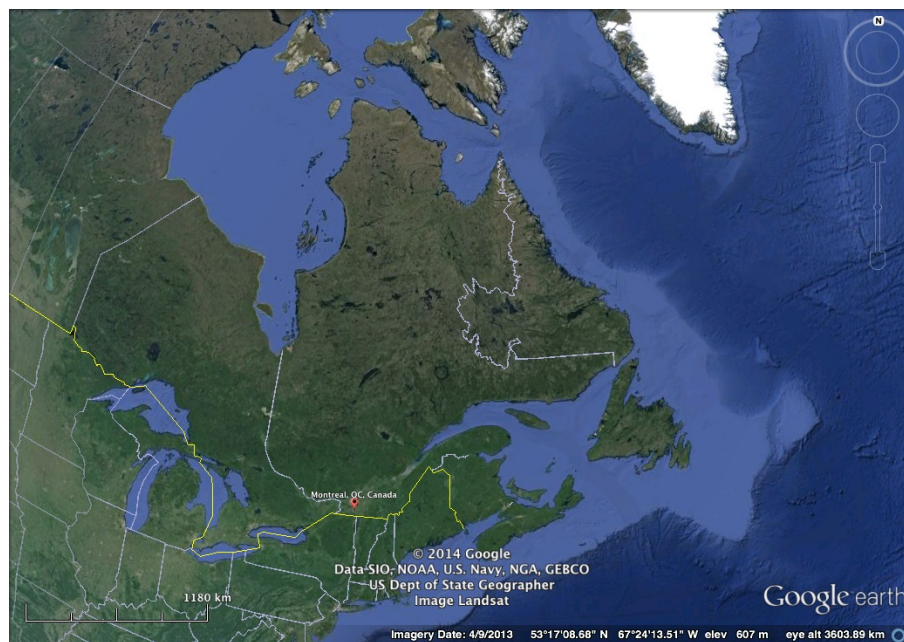 N
Montreal, QC, Canada
© 2014 Google
Data SIO, NOAA, U.S. Navy, NGA, GEBCO
US Dept of State Geographer
Image Landsat
1180 km
Google earth
Imagery Date: 4/9/2013 53°17'08.68" N 67°24'13.51" W elev 607 m eye alt 3603.89 km